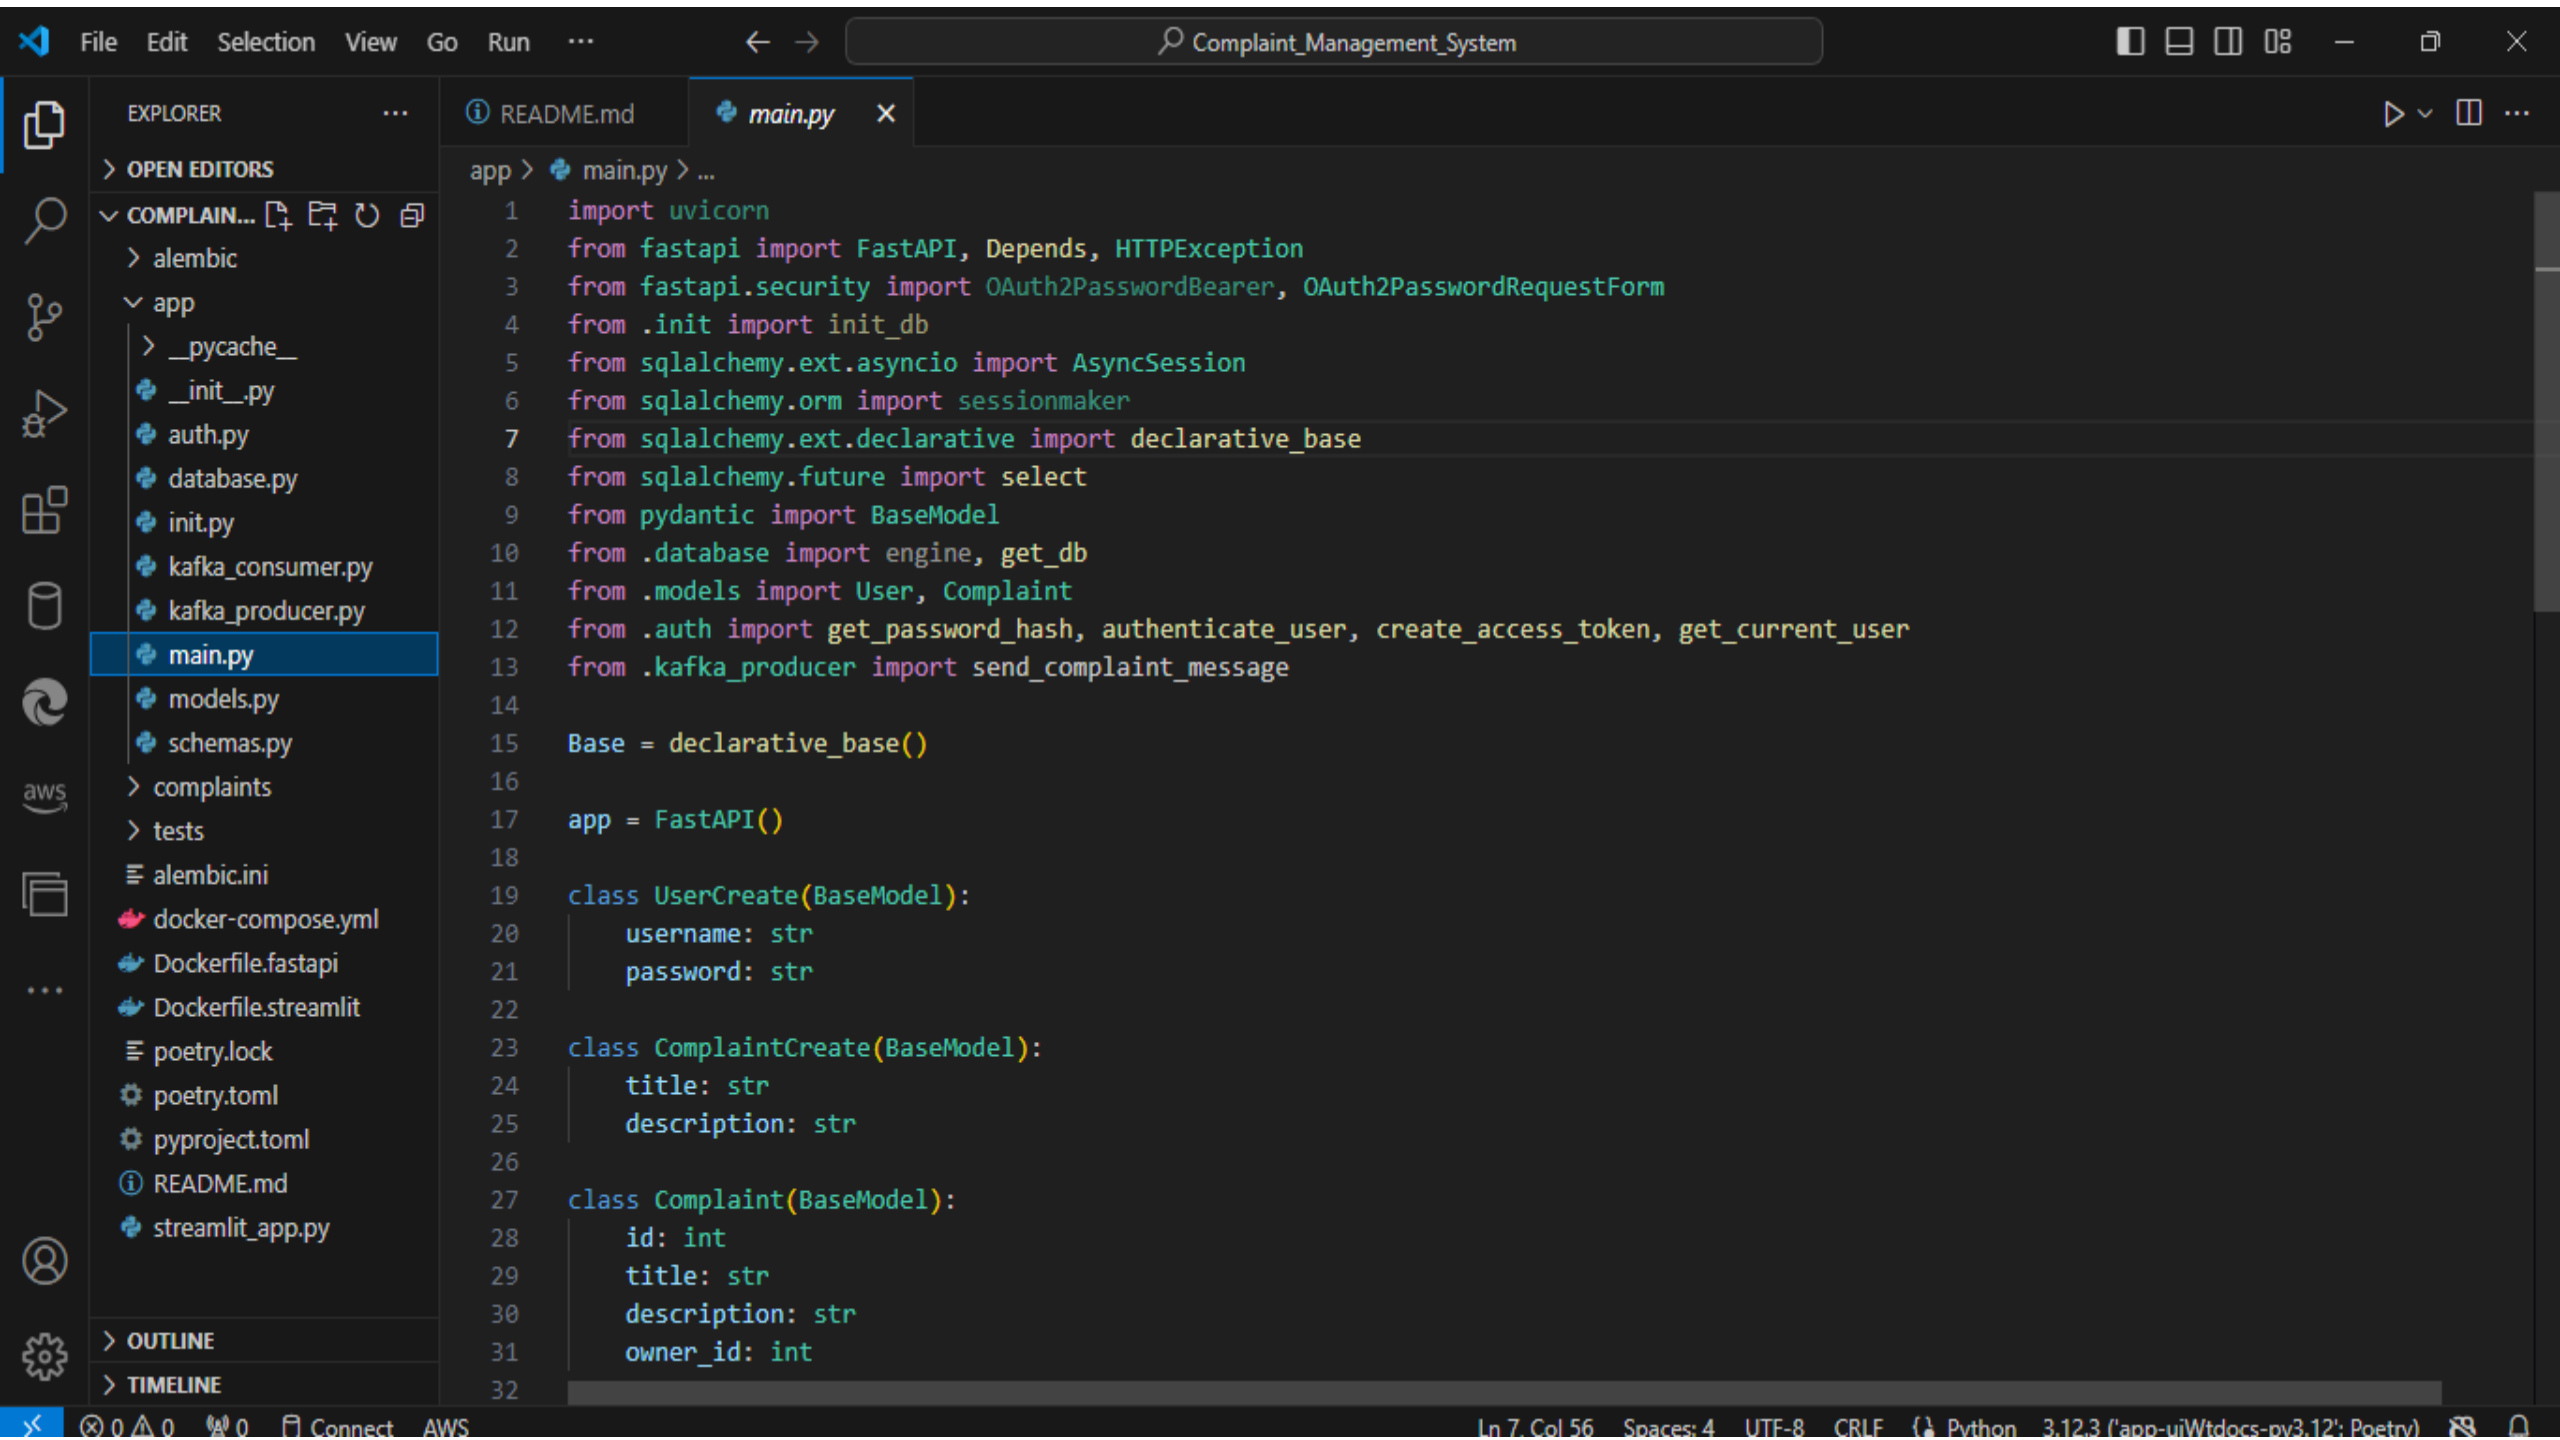 File Edit Selection View Go Run ··· Complaint_Management_System
EXPLORER ···
OPEN EDITORS
COMPLAIN...
alembic
app
__pycache__
__init__.py
auth.py
database.py
init.py
kafka_consumer.py
kafka_producer.py
main.py
models.py
schemas.py
complaints
tests
alembic.ini
docker-compose.yml
Dockerfile.fastapi
Dockerfile.streamlit
poetry.lock
poetry.toml
pyproject.toml
README.md
streamlit_app.py
OUTLINE
TIMELINE
aws
README.md main.py
app > main.py > ...
1 import uvicorn
2 from fastapi import FastAPI, Depends, HTTPException
3 from fastapi.security import OAuth2PasswordBearer, OAuth2PasswordRequestForm
4 from .init import init_db
5 from sqlalchemy.ext.asyncio import AsyncSession
6 from sqlalchemy.orm import sessionmaker
7 from sqlalchemy.ext.declarative import declarative_base
8 from sqlalchemy.future import select
9 from pydantic import BaseModel
10 from .database import engine, get_db
11 from .models import User, Complaint
12 from .auth import get_password_hash, authenticate_user, create_access_token, get_current_user
13 from .kafka_producer import send_complaint_message
14
15 Base = declarative_base()
16
17 app = FastAPI()
18
19 class UserCreate(BaseModel):
20     username: str
21     password: str
22
23 class ComplaintCreate(BaseModel):
24     title: str
25     description: str
26
27 class Complaint(BaseModel):
28     id: int
29     title: str
30     description: str
31     owner_id: int
32
0 0 0 Connect AWS Ln 7, Col 56 Spaces: 4 UTF-8 CRLF Python 3.12.3 ('app-uiWtdocs-py3.12': Poetry)